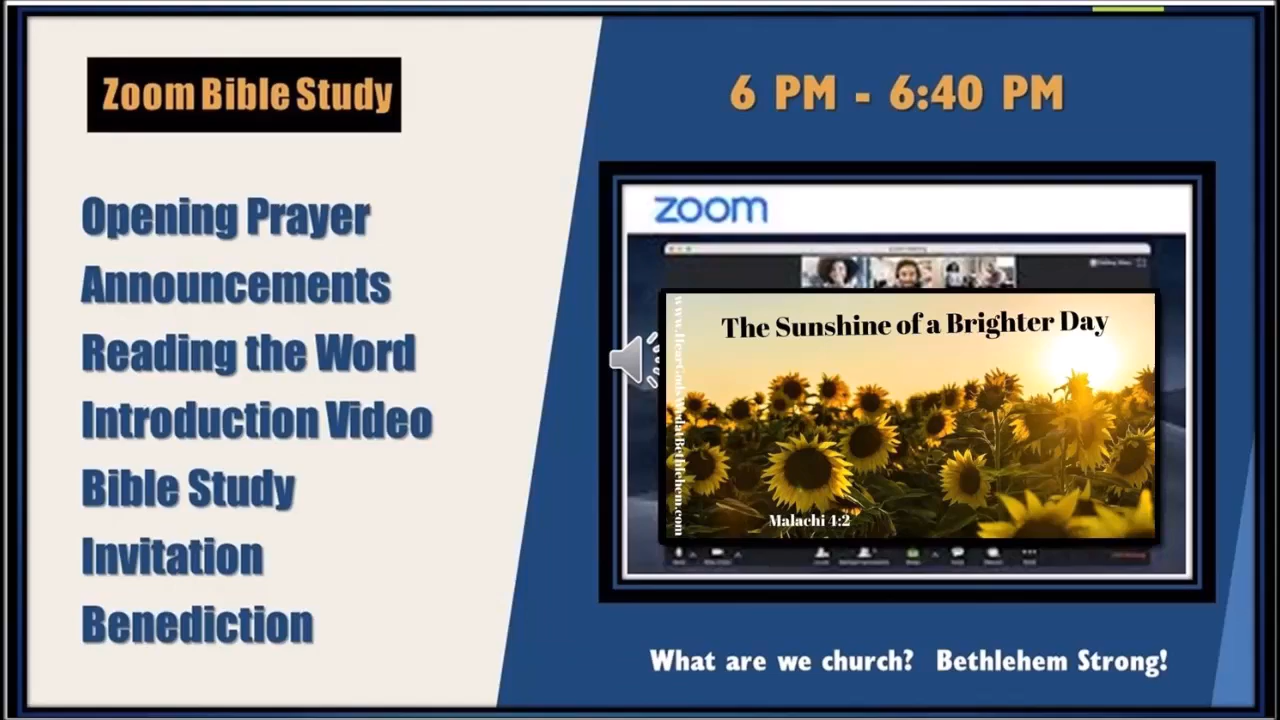 Zoom Bible Study
Opening Prayer
Announcements
Reading the Word
Introduction Video
Bible Study
Invitation
Benediction
6 PM - 6:40 PM
zoom
The Sunshine of a Brighter Day
Malachi 4:2
What are we church? Bethlehem Strong!